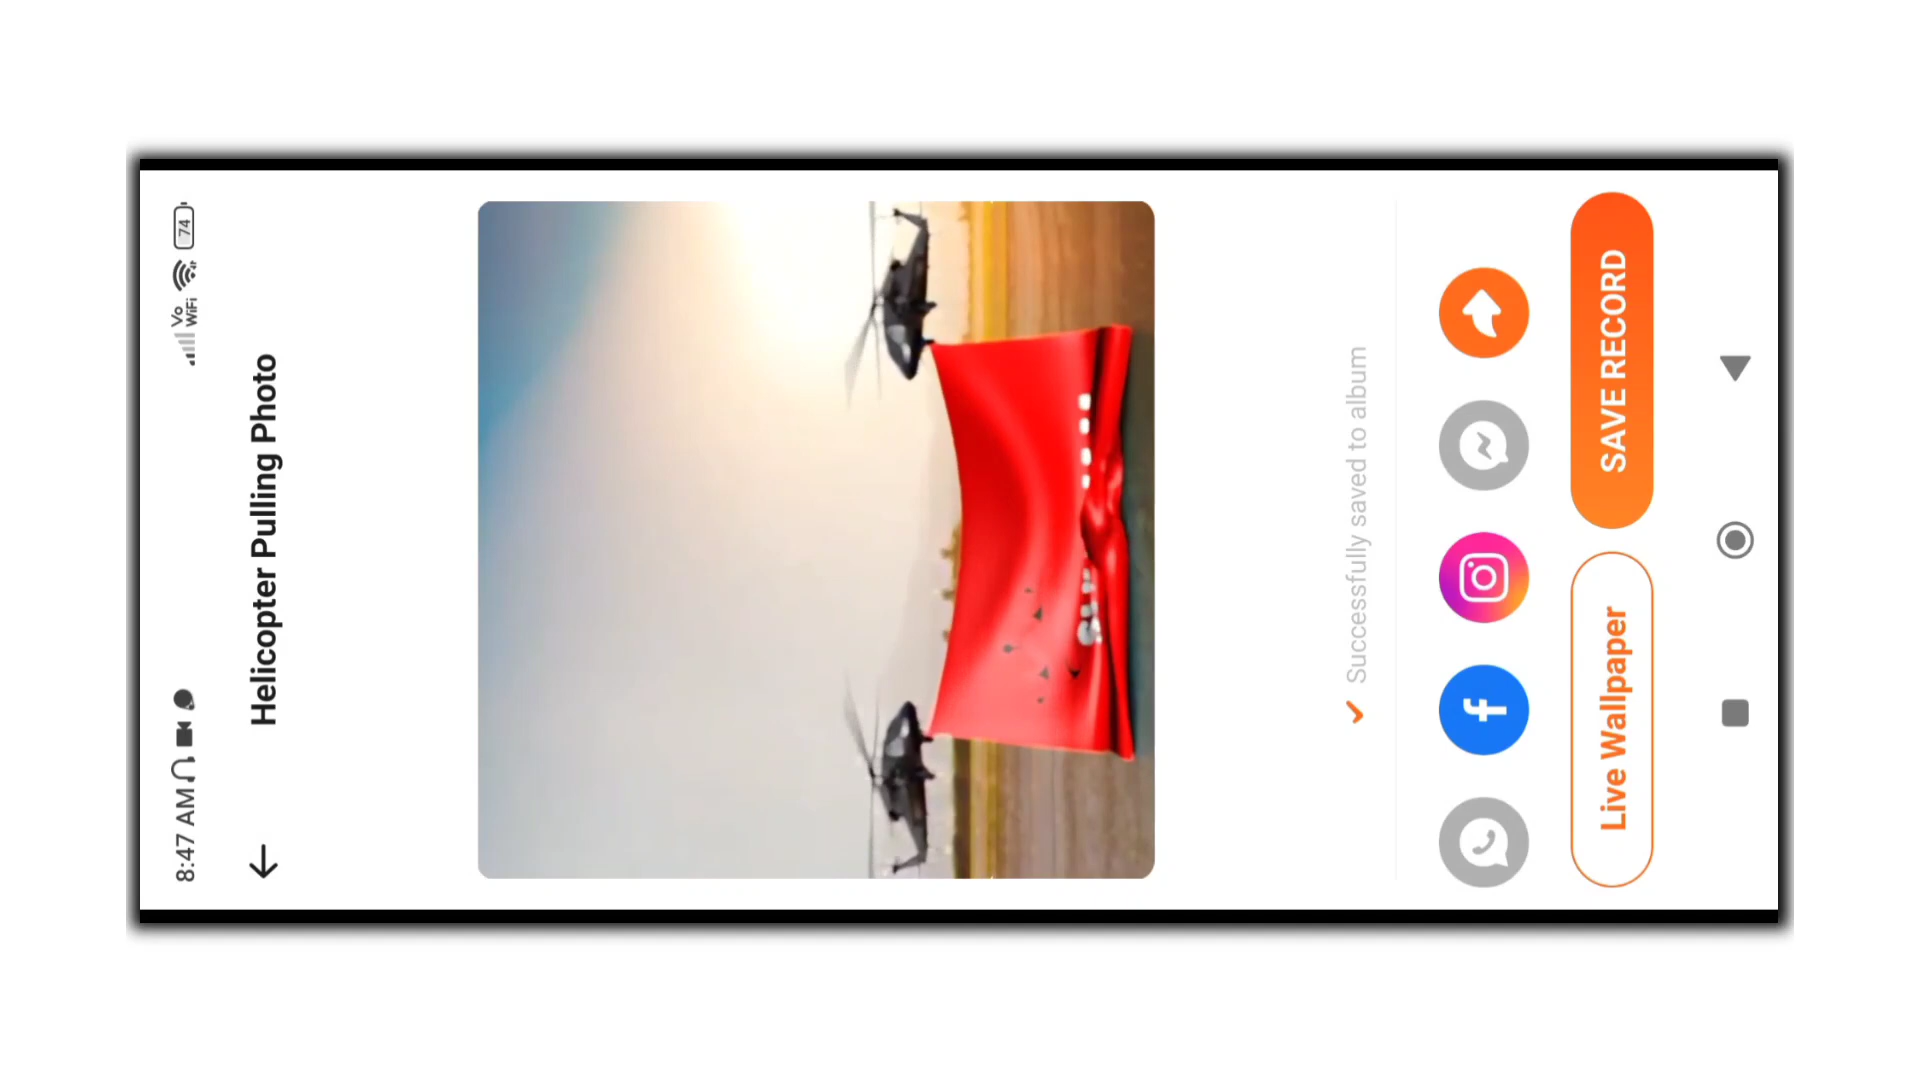 8:47 AM
Vo
WiFi
74
Helicopter Pulling Photo
Successfully saved to album
Live Wallpaper
SAVE RECORD